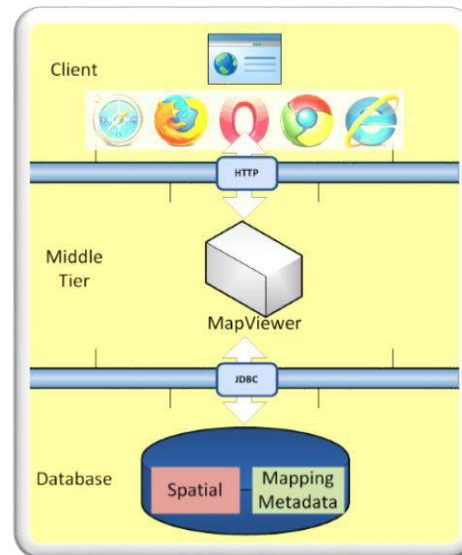 Client
HTTP
Middle
Tier
MapViewer
JDBC
Database
Spatial
Mapping
Metadata